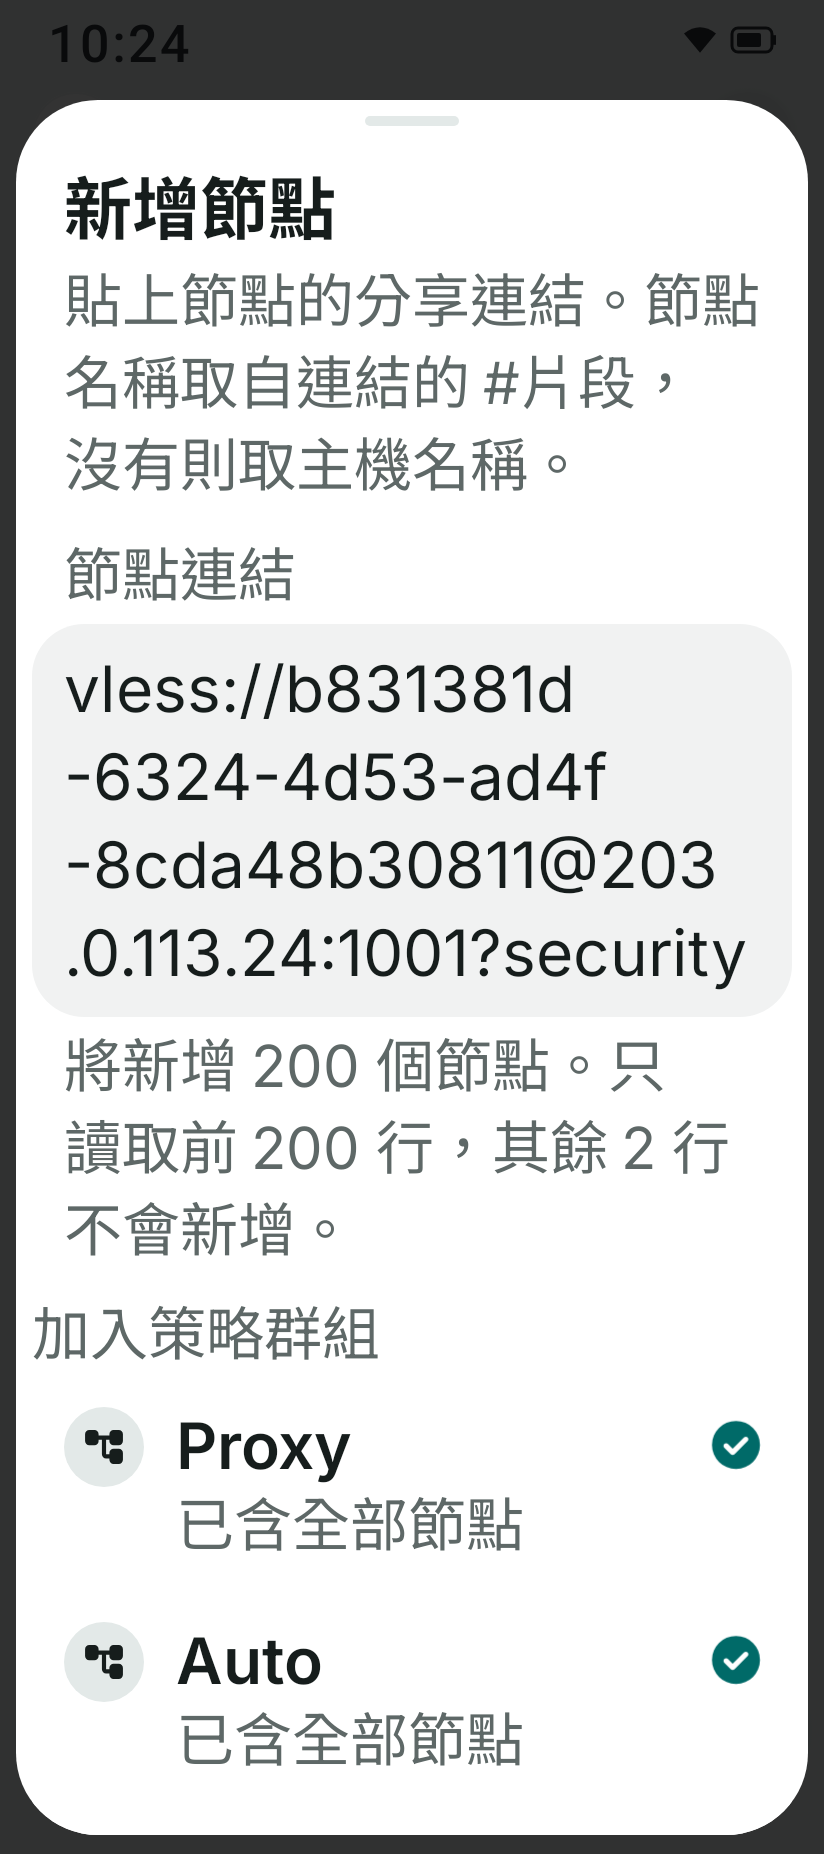 10:24
新增節點
貼上節點的分享連結。節點
名稱取自連結的 #片段，
沒有則取主機名稱。
節點連結
vless://b831381d
-6324-4d53-ad4f
-8cda48b30811@203
.0.113.24:1001?security
將新增 200 個節點。只
讀取前 200 行，其餘 2 行
不會新增。
加入策略群組
Proxy
已含全部節點
Auto
已含全部節點